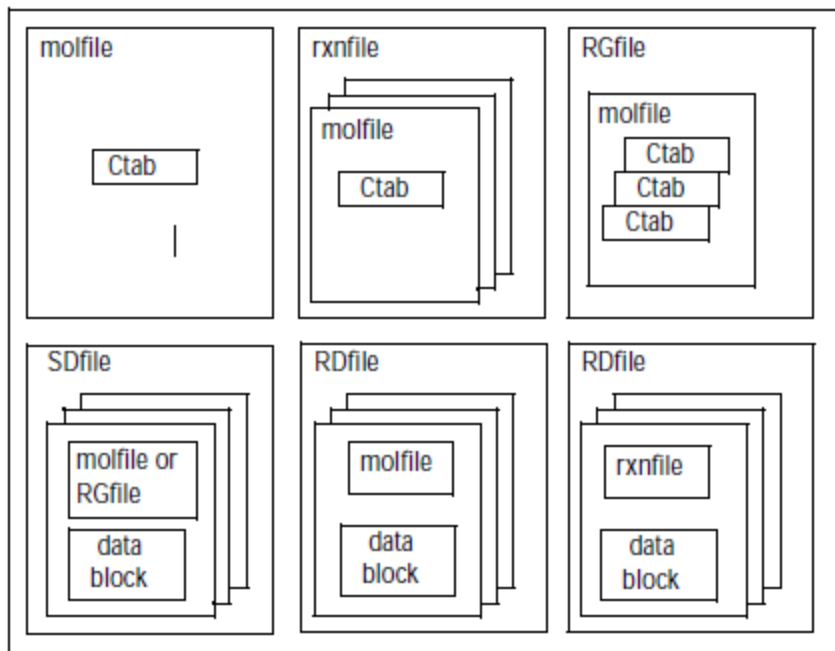 molfile
Ctab
rxnfile
molfile
Ctab
RGfile
molfile
Ctab
Ctab
Ctab
SDfile
molfile or
RGfile
data
block
RDfile
molfile
data
block
RDfile
rxnfile
data
block